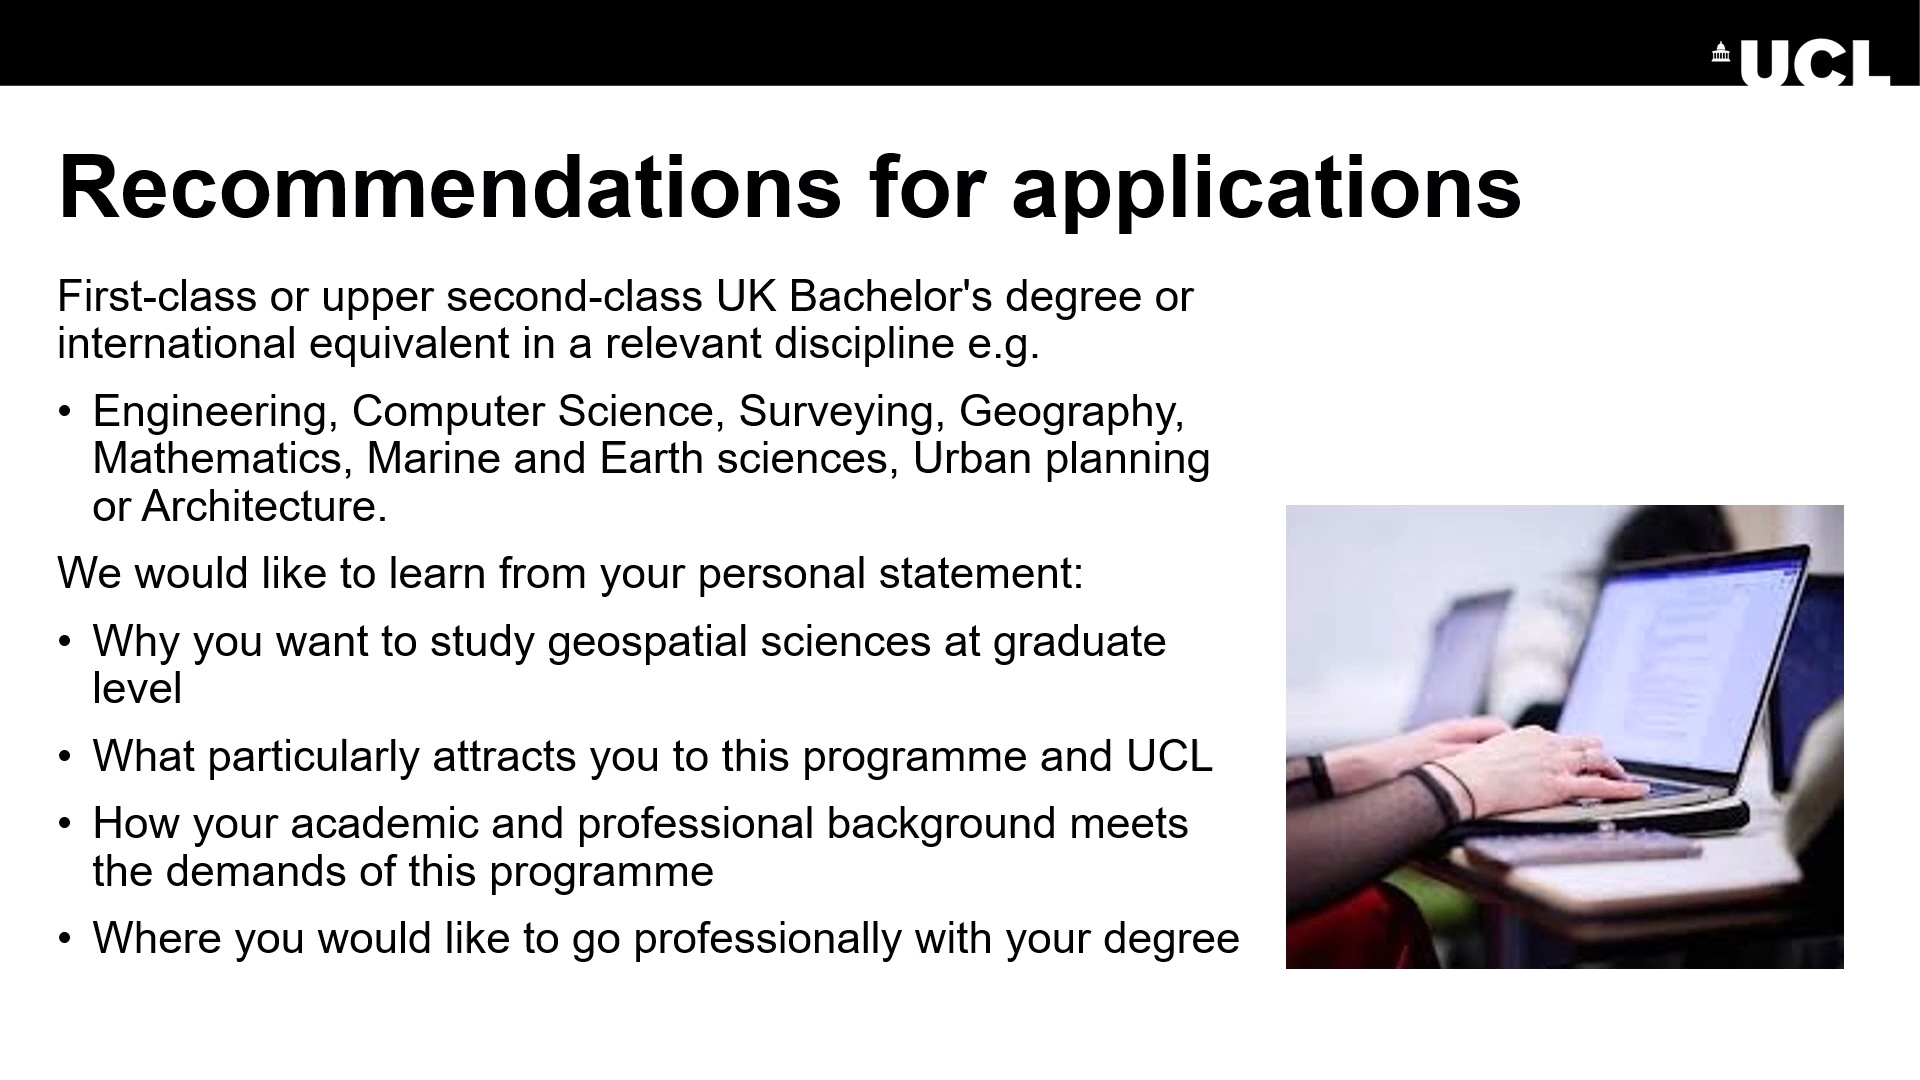 UCL
Recommendations for applications
First-class or upper second-class UK Bachelor's degree or
international equivalent in a relevant discipline e.g.
• Engineering, Computer Science, Surveying, Geography,
Mathematics, Marine and Earth sciences, Urban planning
or Architecture.
We would like to learn from your personal statement:
• Why you want to study geospatial sciences at graduate
level
• What particularly attracts you to this programme and UCL
• How your academic and professional background meets
the demands of this programme
• Where you would like to go professionally with your degree